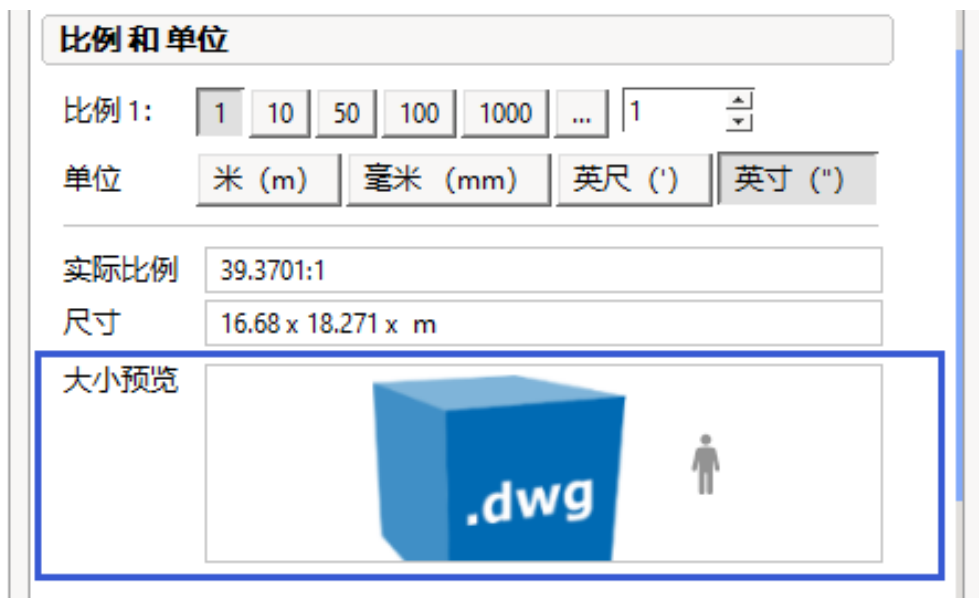 比例和单位
比例 1: 1 10 50 100 1000 ... 1
单位 米（m） 毫米（mm） 英尺（'） 英寸（"）
实际比例 39.3701:1
尺寸 16.68 x 18.271 x  m
大小预览
.dwg